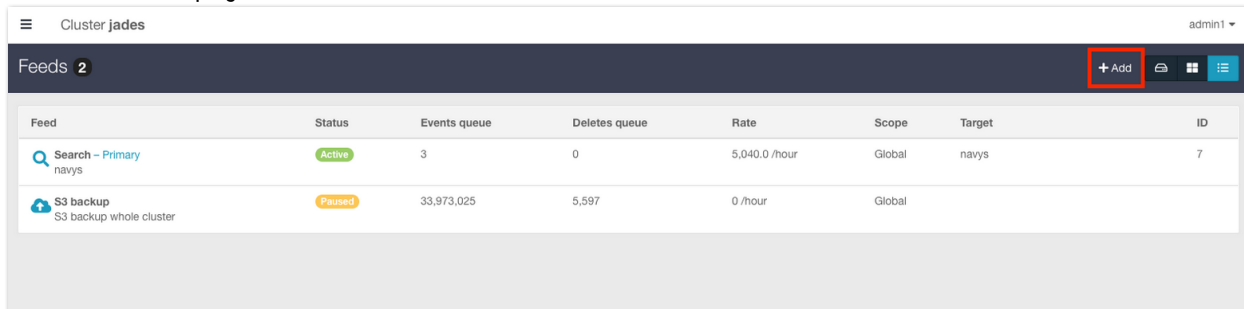 Cluster jades admin1
Feeds 2 + Add
Feed Status Events queue Deletes queue Rate Scope Target ID
Search – Primary Active 3 0 5,040.0 /hour Global navys 7
navys
S3 backup Paused 33,973,025 5,597 0 /hour Global
S3 backup whole cluster